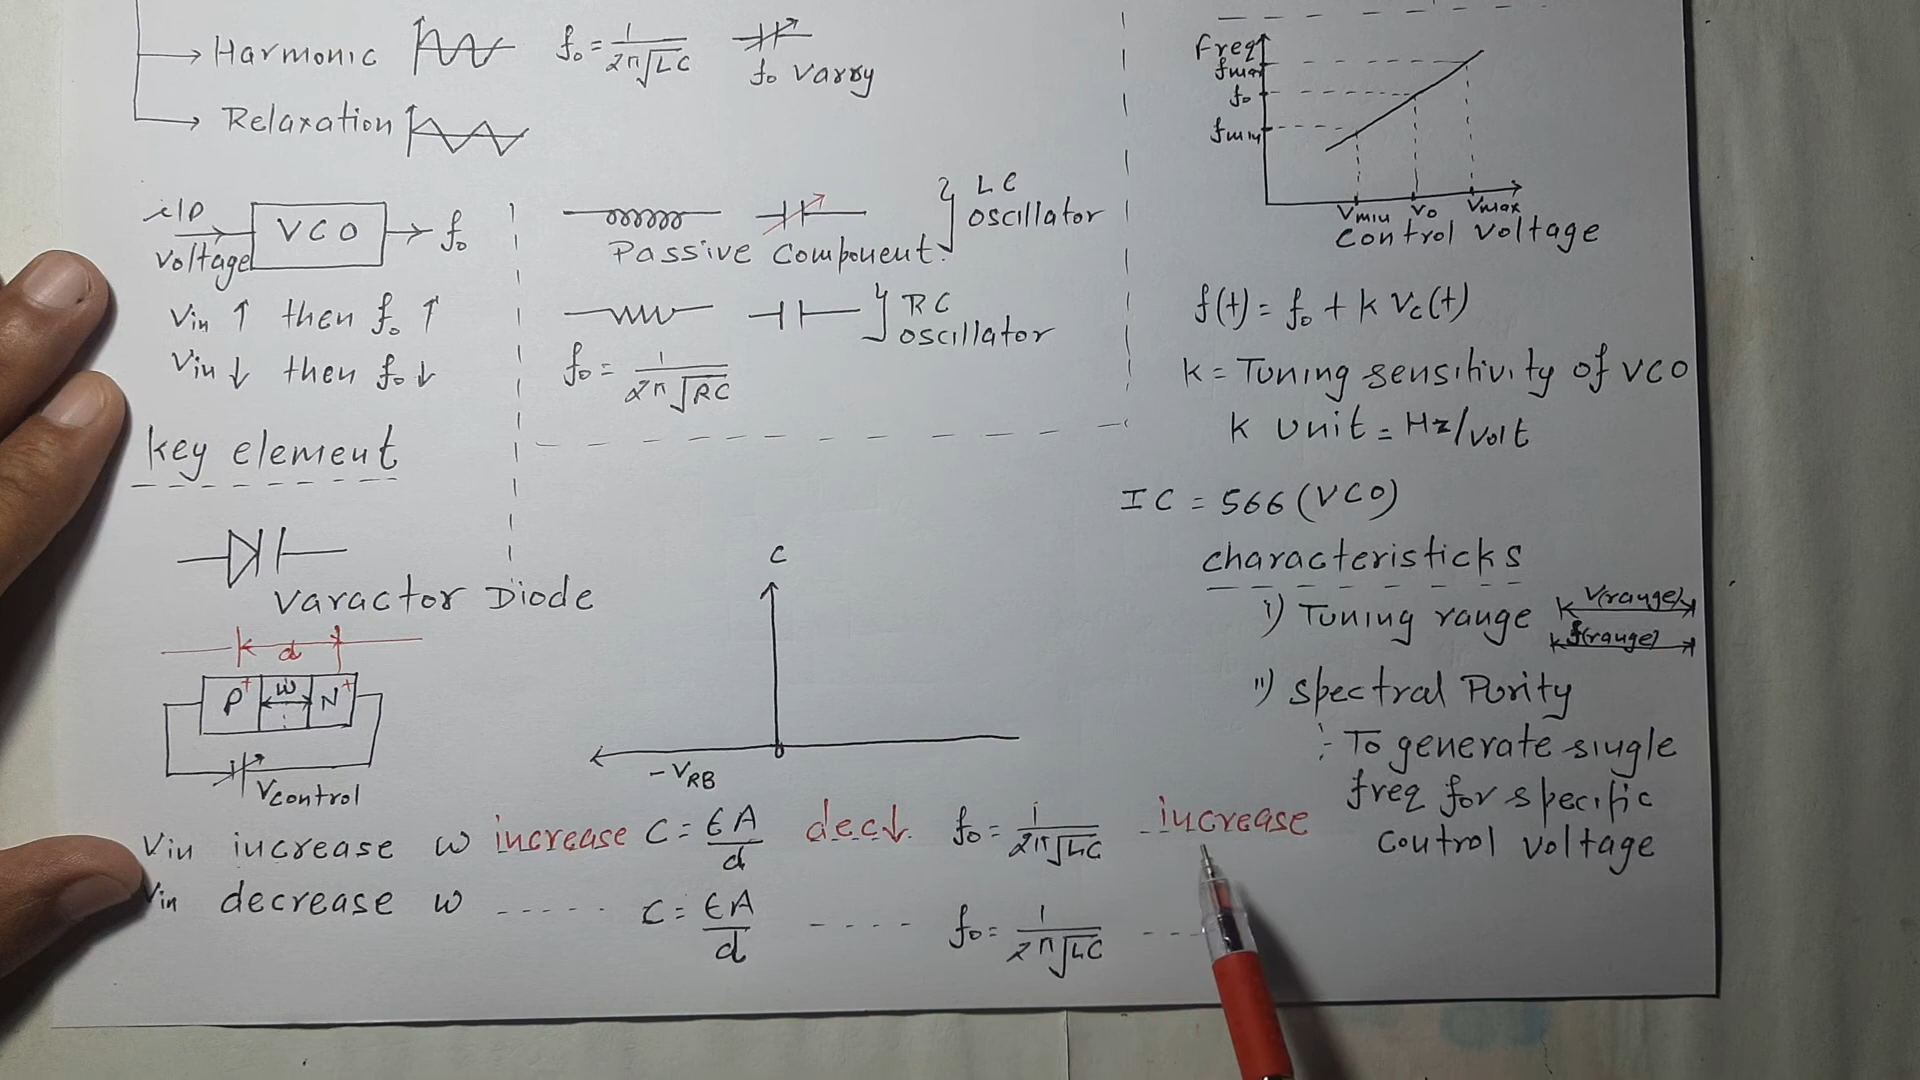 Harmonic
f₀ = 1/2π√LC
f₀ varry
Relaxation
i/p
voltage
VCO
f₀
Vin ↑ then f₀ ↑
Vin ↓ then f₀ ↓
key element
LC
oscillator
Passive Component
RC
oscillator
f₀ = 1/2π√RC
Varactor Diode
d
P⁺ W N⁺
Vcontrol
C
-VRB
Vin increase W increase C = ϵA/d dec↓ f₀ = 1/2π√LC increase
Vin decrease W ..... C = ϵA/d .... f₀ = 1/2π√LC ...
Freq
fmax
f₀
fmin
Vmin V₀ Vmax
Control voltage
f(t) = f₀ + k Vc(t)
k = Tuning sensitivity of VCO
k unit = Hz/volt
IC = 566 (VCO)
characteristicks
i) Tuning range
V(range)
f(range)
ii) Spectral Purity
:- To generate single
freq for specific
control voltage